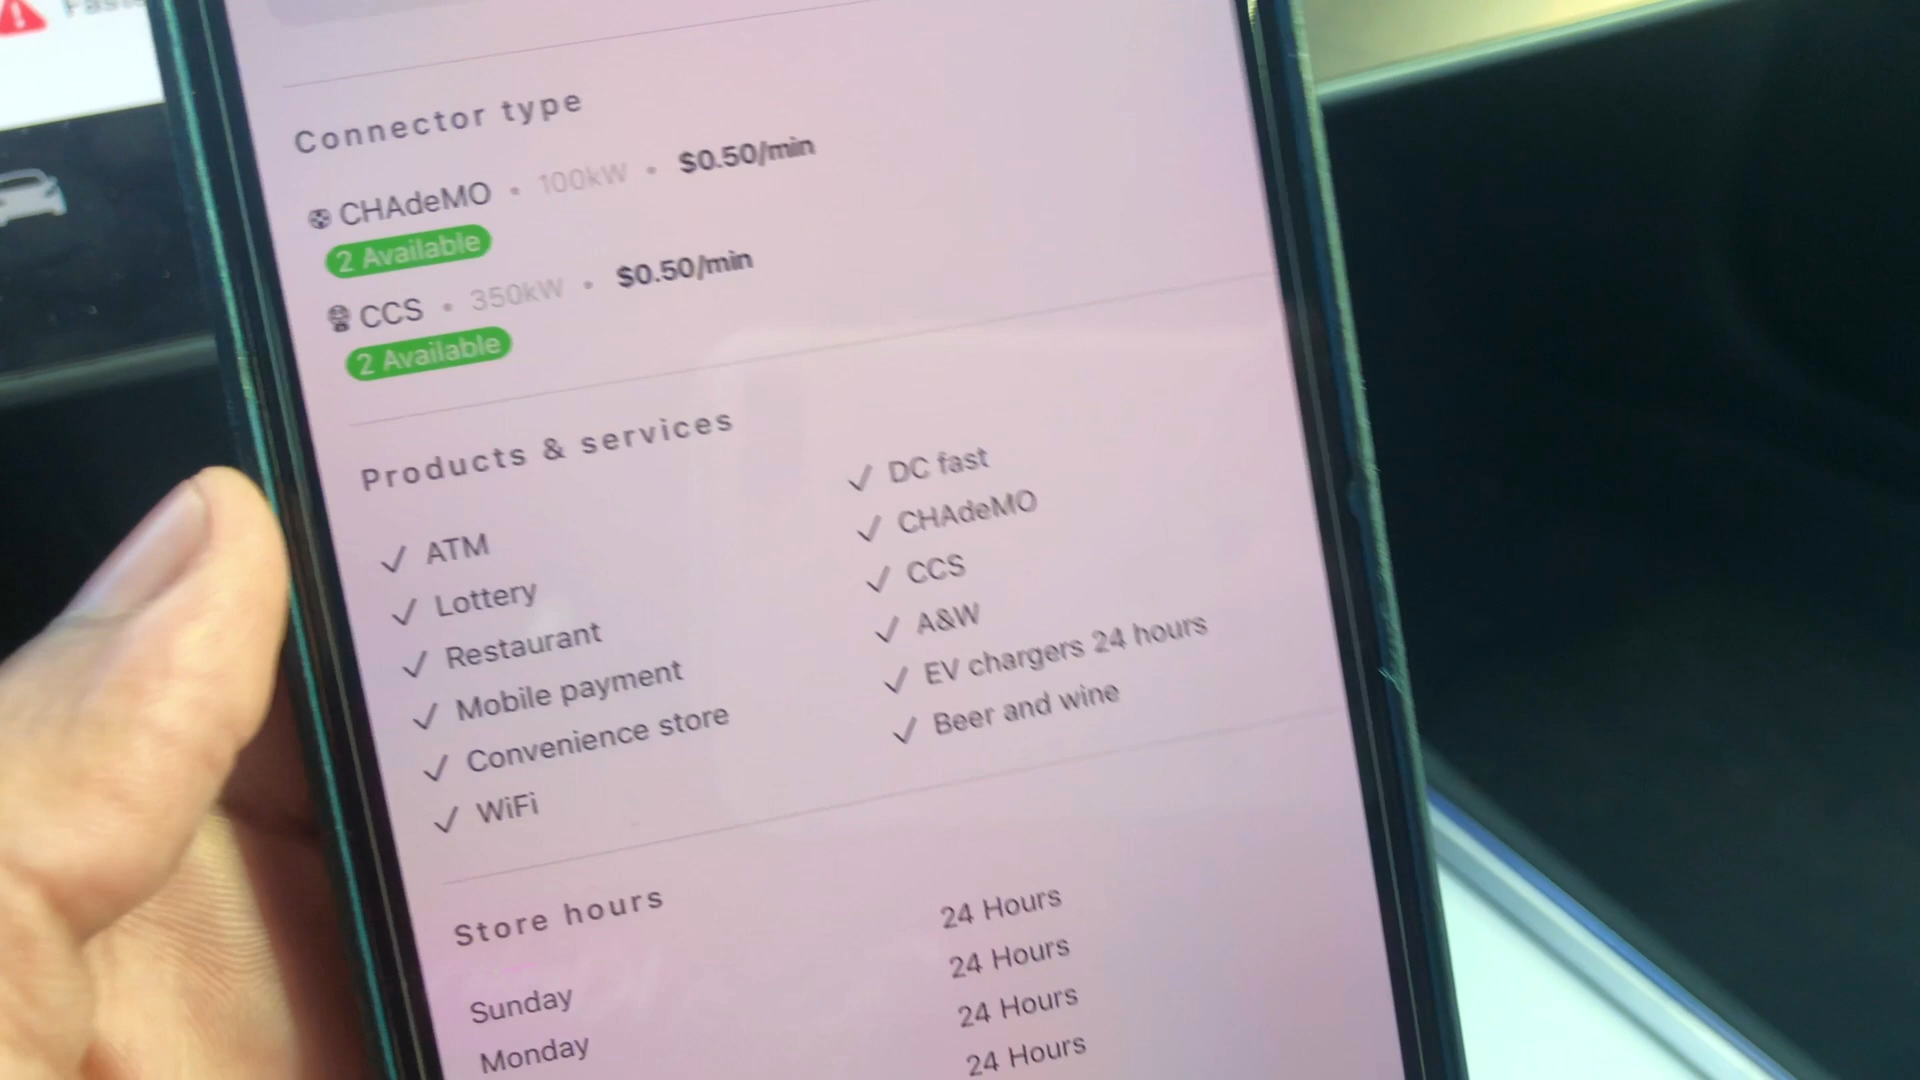 Connector type
CHAdeMO • 100kW • $0.50/min
2 Available
CCS • 350kW • $0.50/min
2 Available
Products & services
ATM
Lottery
Restaurant
Mobile payment
Convenience store
WiFi
DC fast
CHAdeMO
CCS
A&W
EV chargers 24 hours
Beer and wine
Store hours
Sunday
Monday
24 Hours
24 Hours
24 Hours
24 Hours